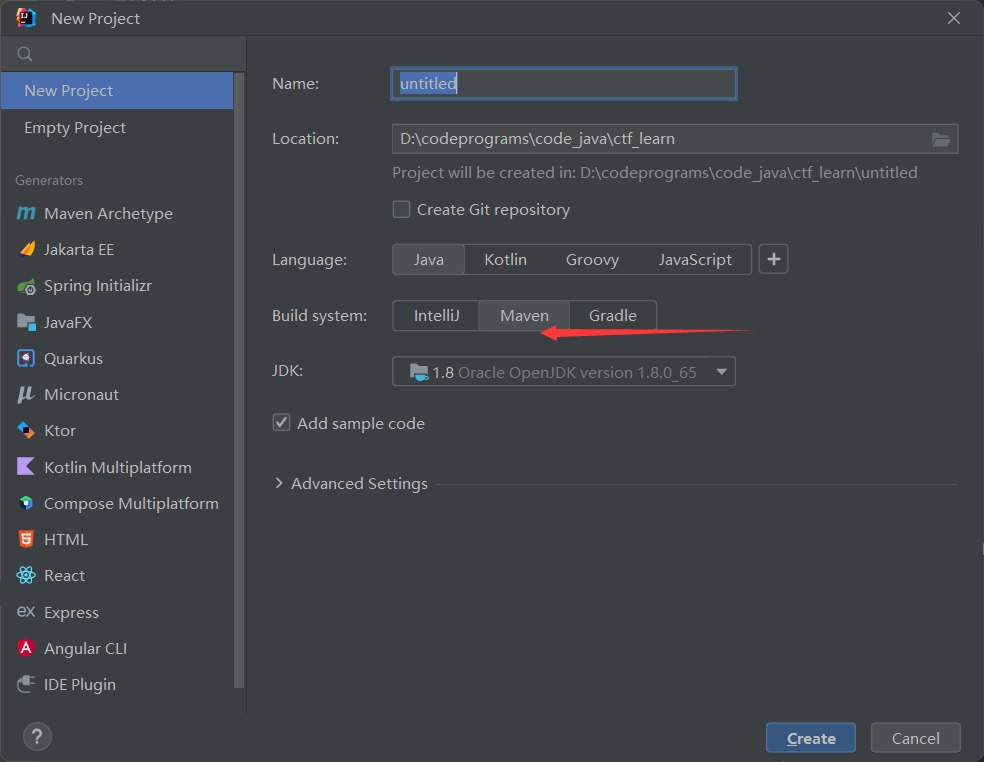 New Project
New Project
Empty Project
Generators
Maven Archetype
Jakarta EE
Spring Initializr
JavaFX
Quarkus
Micronaut
Ktor
Kotlin Multiplatform
Compose Multiplatform
HTML
React
Express
Angular CLI
IDE Plugin
Name: untitled
Location: D:\codeprograms\code_java\ctf_learn
Project will be created in: D:\codeprograms\code_java\ctf_learn\untitled
Create Git repository
Language: Java Kotlin Groovy JavaScript +
Build system: IntelliJ Maven Gradle
JDK: 1.8 Oracle OpenJDK version 1.8.0_65
Add sample code
Advanced Settings
? Create Cancel